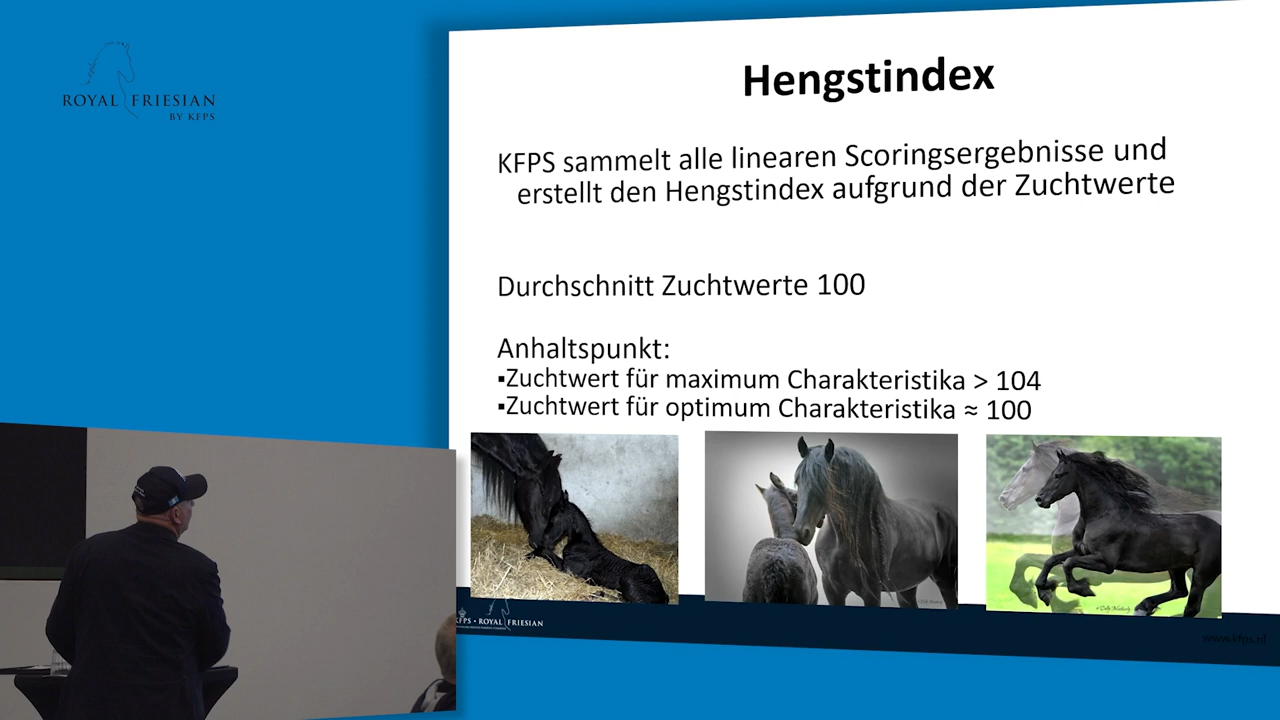 ROYAL FRIESIAN
BY KFPS
Hengstindex
KFPS sammelt alle linearen Scoringsergebnisse und
erstellt den Hengstindex aufgrund der Zuchtwerte
Durchschnitt Zuchtwerte 100
Anhaltspunkt:
▪Zuchtwert für maximum Charakteristika > 104
▪Zuchtwert für optimum Charakteristika ≈ 100
KFPS • ROYAL FRIESIAN
www.kfps.nl